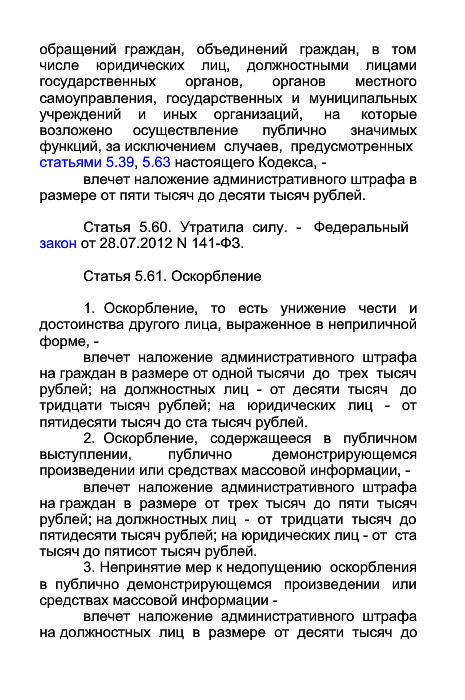 обращений граждан, объединений граждан, в том
числе юридических лиц, должностными лицами
государственных органов, органов местного
самоуправления, государственных и муниципальных
учреждений и иных организаций, на которые
возложено осуществление публично значимых
функций, за исключением случаев, предусмотренных
статьями 5.39, 5.63 настоящего Кодекса, -
влечет наложение административного штрафа в
размере от пяти тысяч до десяти тысяч рублей.
Статья 5.60. Утратила силу. - Федеральный
закон от 28.07.2012 N 141-ФЗ.
Статья 5.61. Оскорбление
1. Оскорбление, то есть унижение чести и
достоинства другого лица, выраженное в неприличной
форме, -
влечет наложение административного штрафа
на граждан в размере от одной тысячи до трех тысяч
рублей; на должностных лиц - от десяти тысяч до
тридцати тысяч рублей; на юридических лиц - от
пятидесяти тысяч до ста тысяч рублей.
2. Оскорбление, содержащееся в публичном
выступлении, публично демонстрирующемся
произведении или средствах массовой информации, -
влечет наложение административного штрафа
на граждан в размере от трех тысяч до пяти тысяч
рублей; на должностных лиц - от тридцати тысяч до
пятидесяти тысяч рублей; на юридических лиц - от ста
тысяч до пятисот тысяч рублей.
3. Непринятие мер к недопущению оскорбления
в публично демонстрирующемся произведении или
средствах массовой информации -
влечет наложение административного штрафа
на должностных лиц в размере от десяти тысяч до